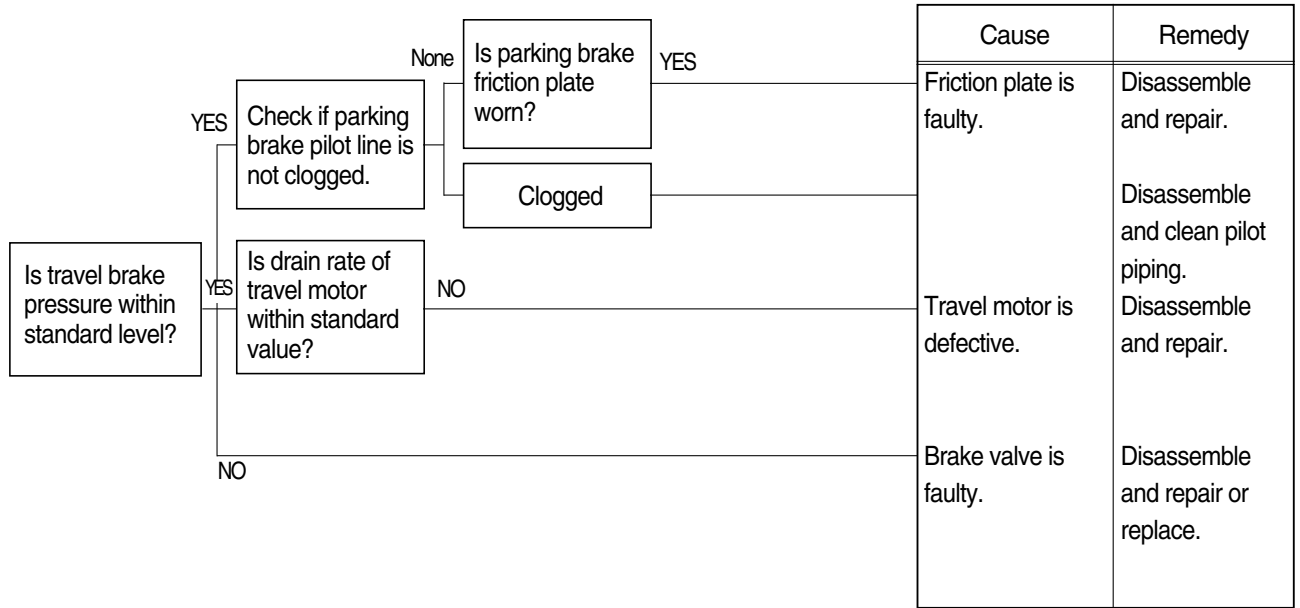 Cause
Remedy
None
Is parking brake
friction plate
worn?
YES
Friction plate is
faulty.
Disassemble
and repair.
YES
Check if parking
brake pilot line is
not clogged.
Clogged
Disassemble
and clean pilot
piping.
Is travel brake
pressure within
standard level?
YES
Is drain rate of
travel motor
within standard
value?
NO
Travel motor is
defective.
Disassemble
and repair.
NO
Brake valve is
faulty.
Disassemble
and repair or
replace.